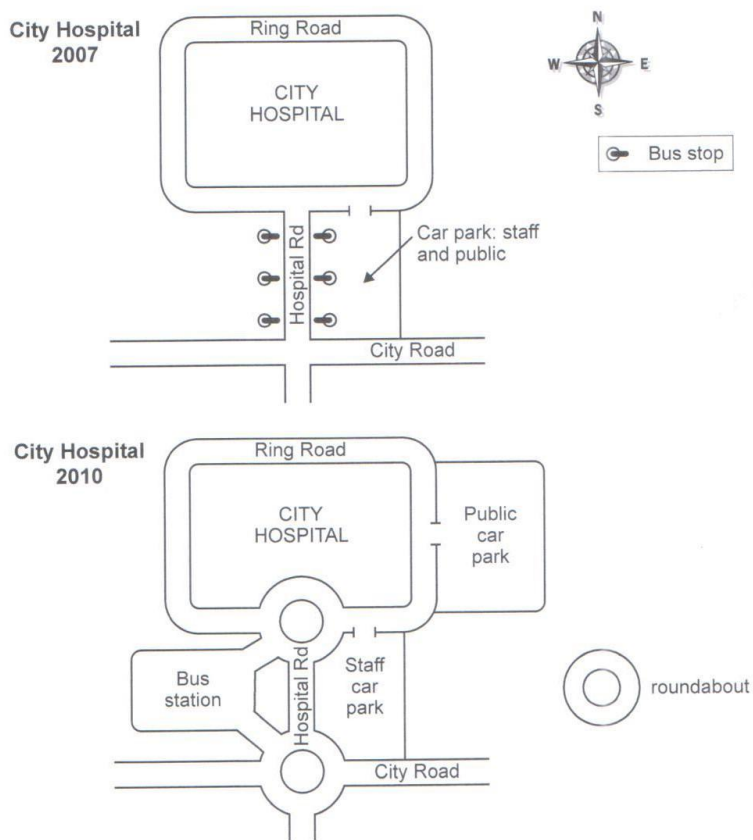 City Hospital
2007
Ring Road
CITY
HOSPITAL
N
W
E
S
Bus stop
Hospital Rd
Car park: staff
and public
City Road
City Hospital
2010
Ring Road
CITY
HOSPITAL
Public
car
park
Bus
station
Hospital Rd
Staff
car
park
roundabout
City Road